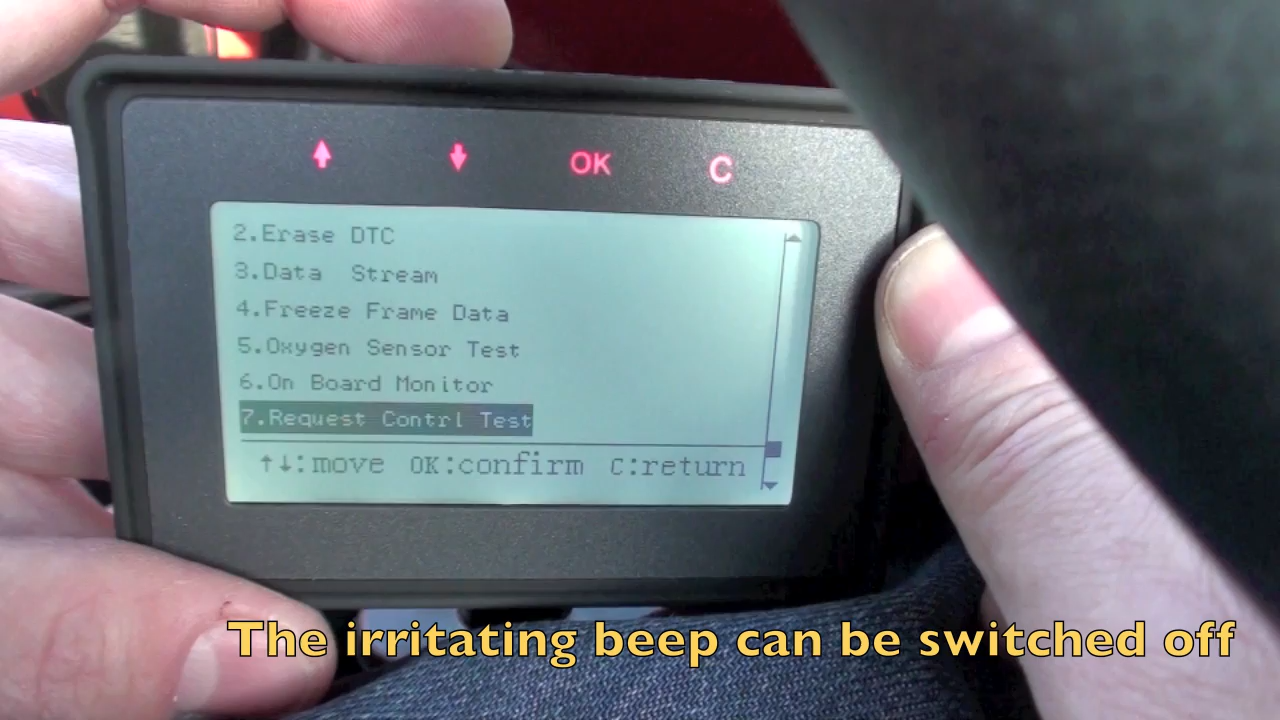 OK C
2.Erase DTC
3.Data Stream
4.Freeze Frame Data
5.Oxygen Sensor Test
6.On Board Monitor
7.Request Contrl Test
↑↓:move OK:confirm C:return
The irritating beep can be switched off